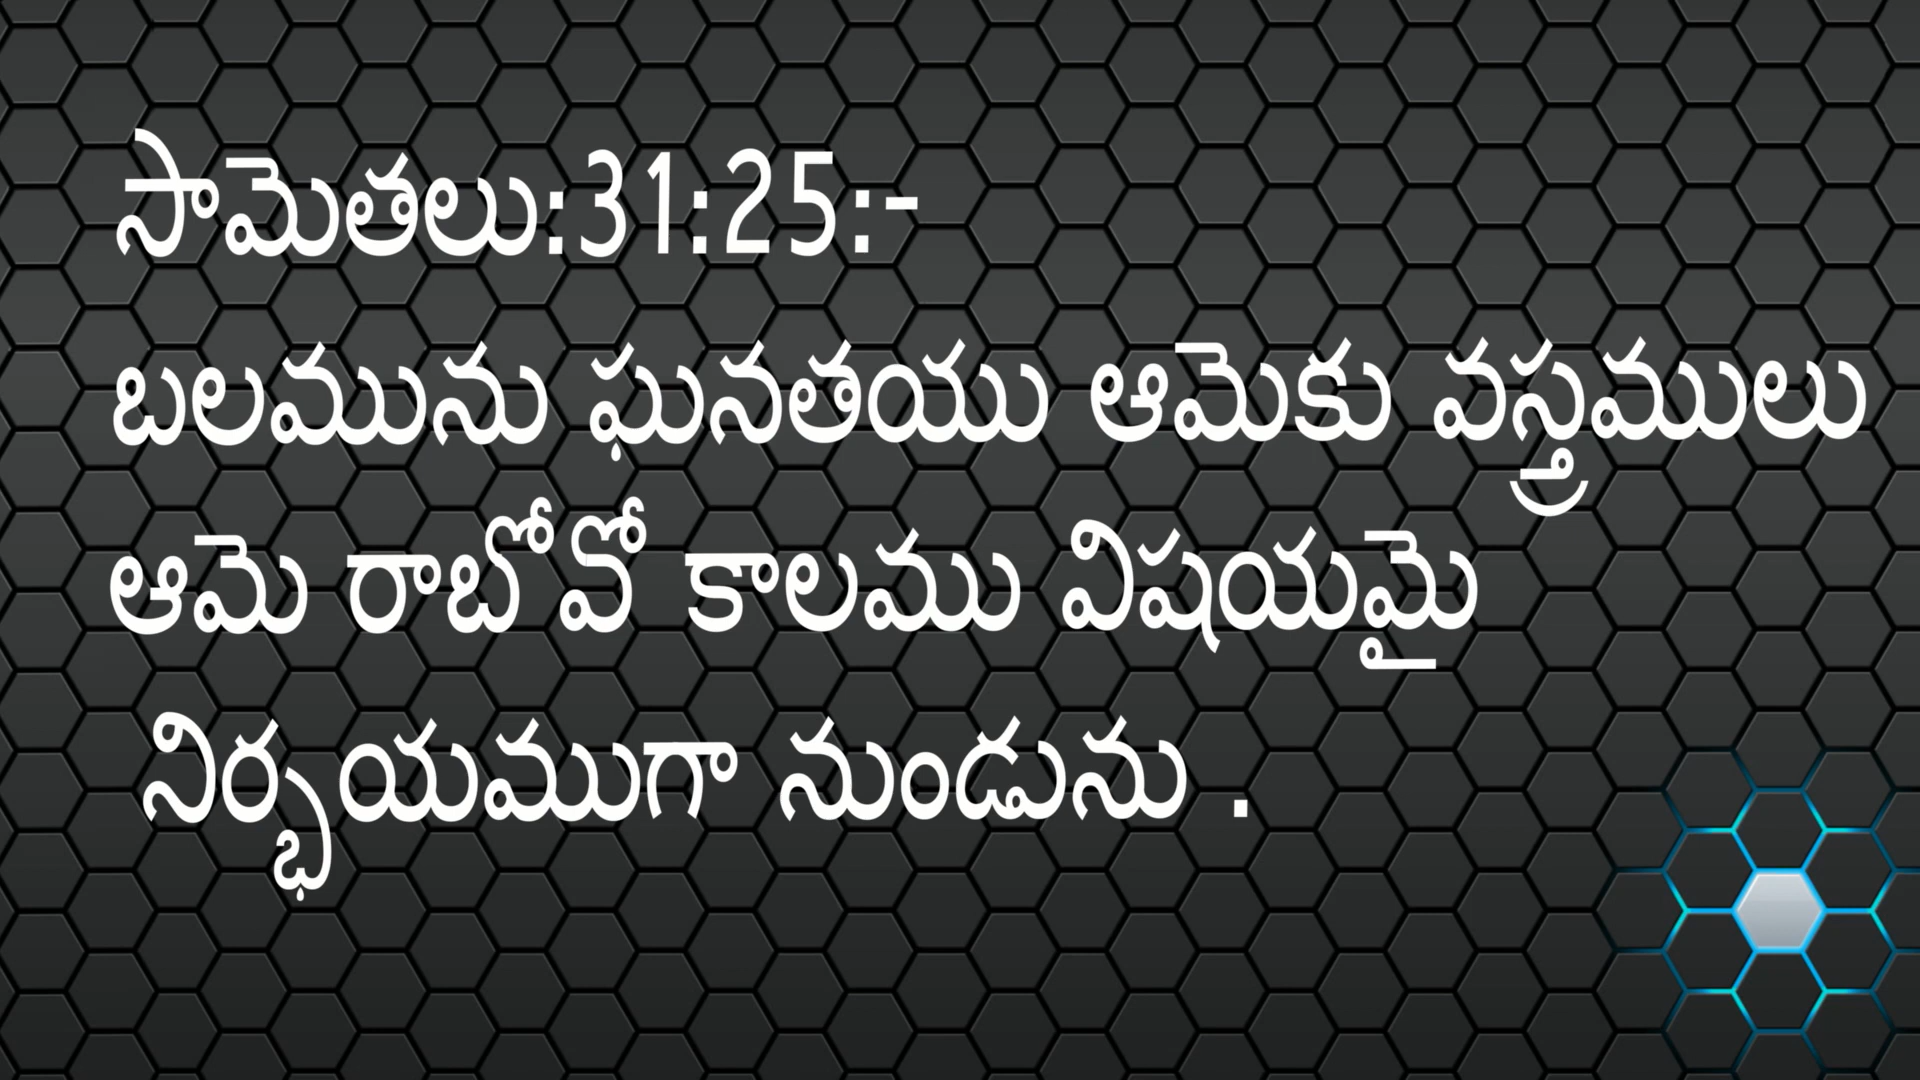 సామెతలు:31:25:-
బలమును ఘనతయు ఆమెకు వస్త్రములు
ఆమె రాబోవో కాలము విషయమై
నిర్భయముగా నుండును .